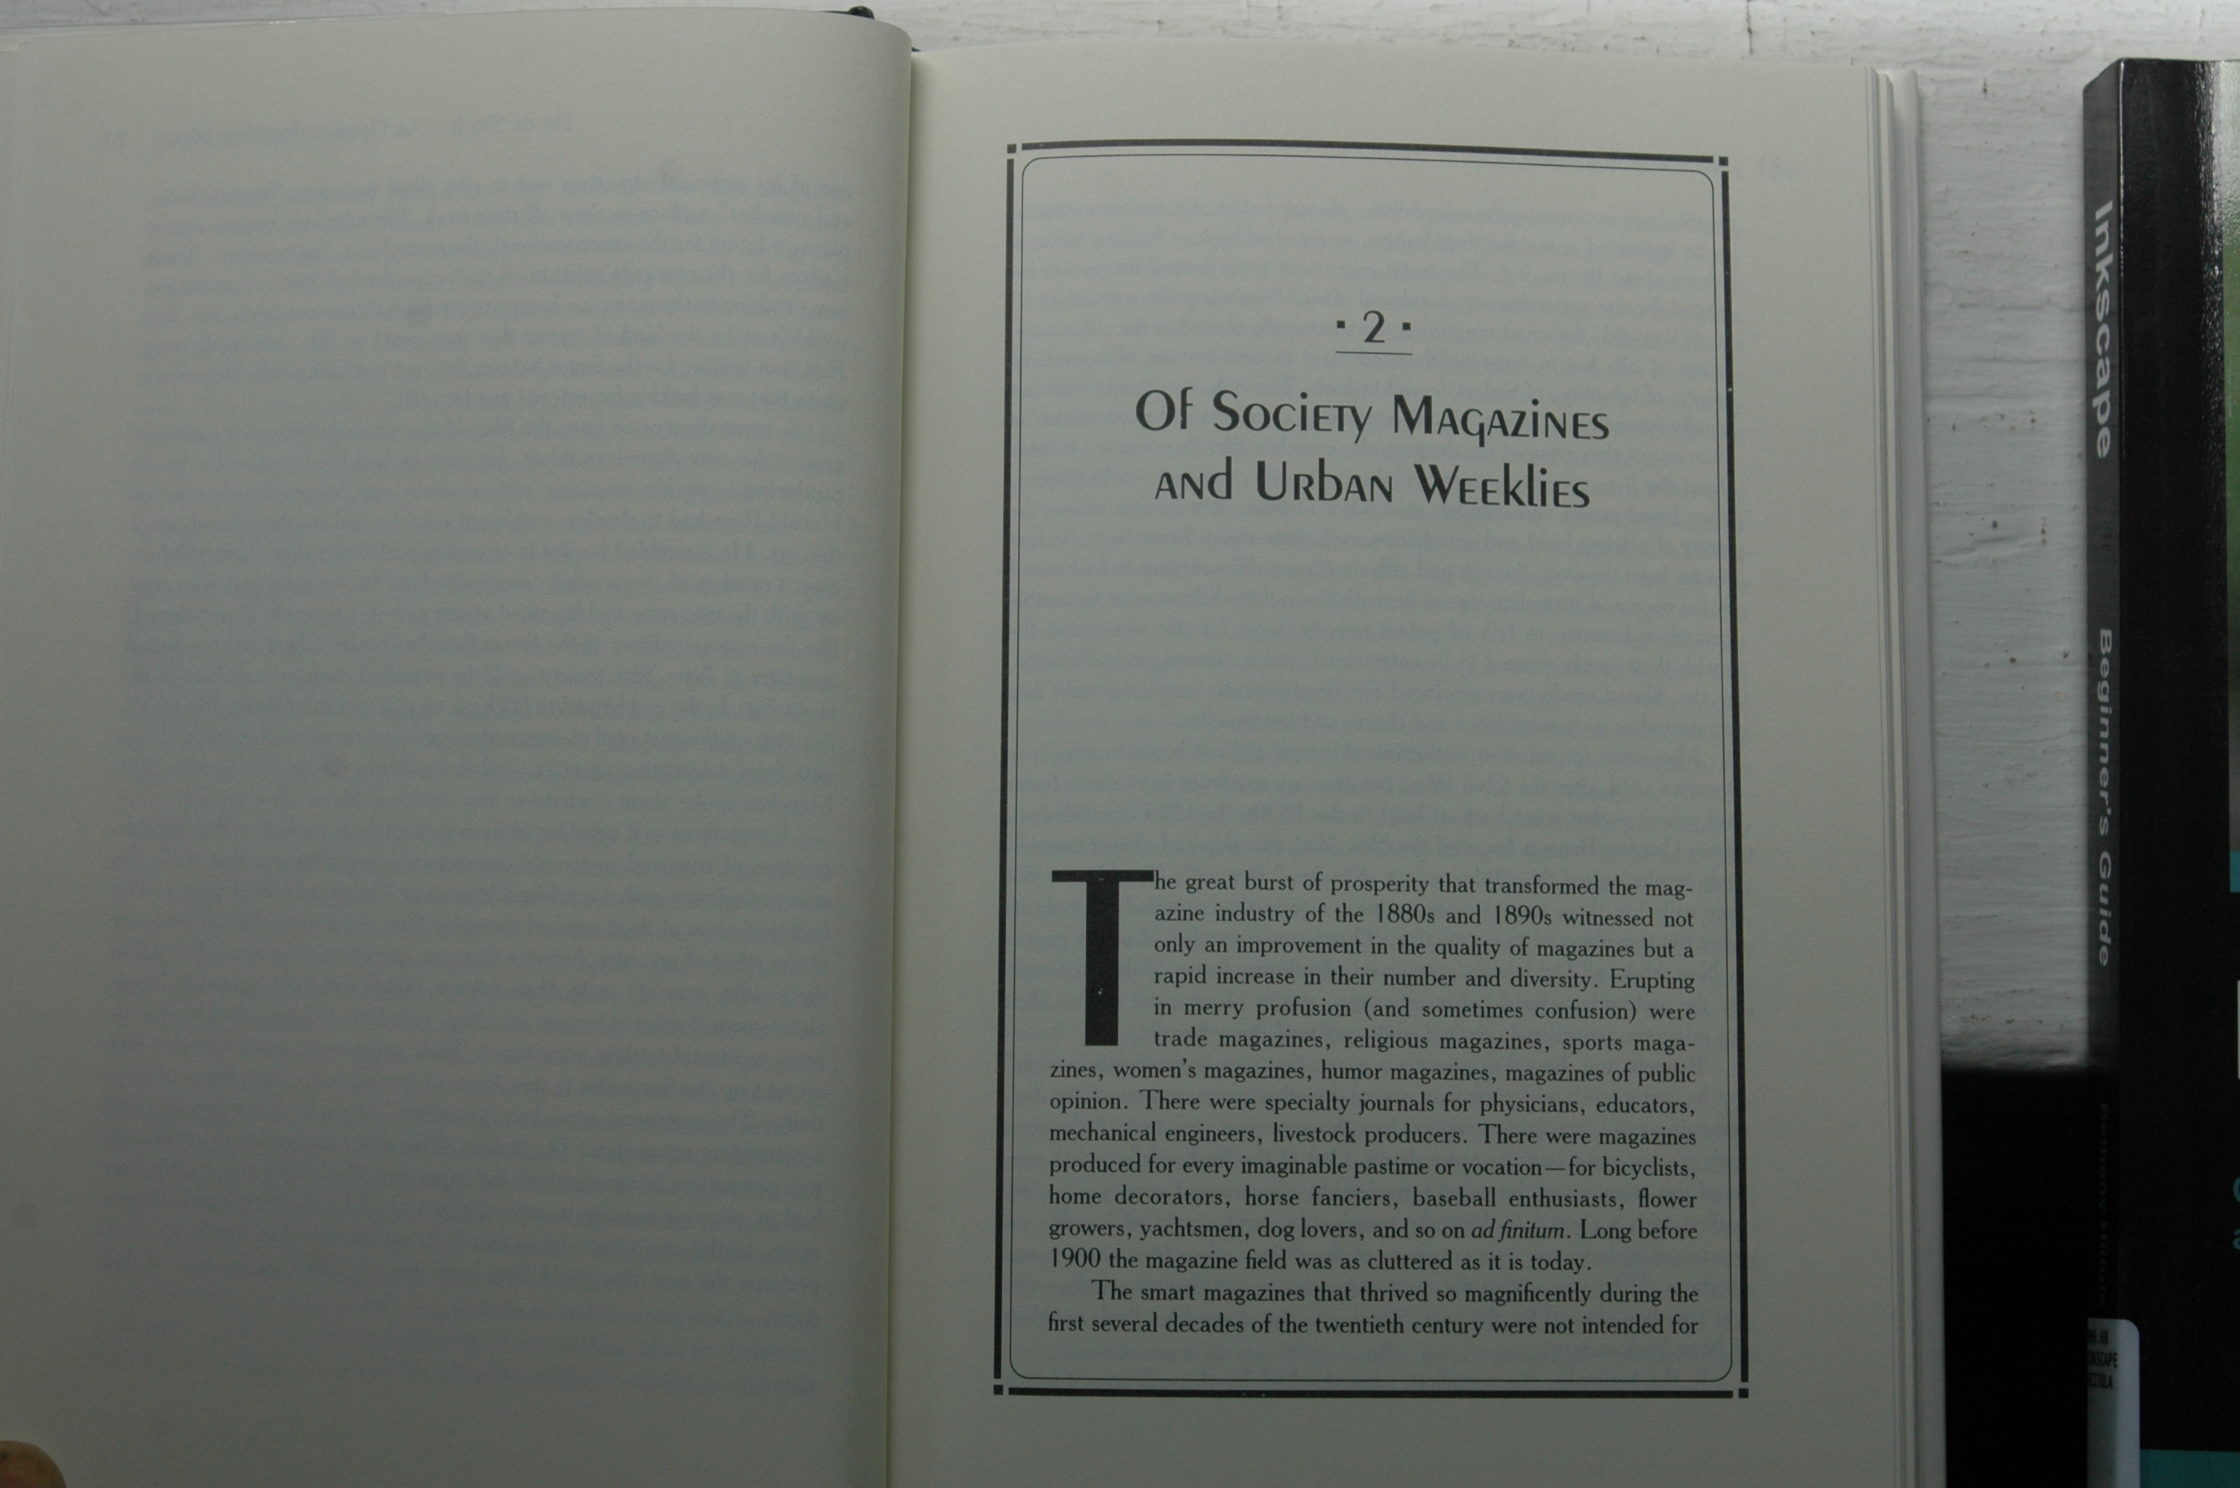 · 2 ·
Of Society Magazines
and Urban Weeklies
The great burst of prosperity that transformed the mag-
azine industry of the 1880s and 1890s witnessed not
only an improvement in the quality of magazines but a
rapid increase in their number and diversity. Erupting
in merry profusion (and sometimes confusion) were
trade magazines, religious magazines, sports maga-
zines, women's magazines, humor magazines, magazines of public
opinion. There were specialty journals for physicians, educators,
mechanical engineers, livestock producers. There were magazines
produced for every imaginable pastime or vocation—for bicyclists,
home decorators, horse fanciers, baseball enthusiasts, flower
growers, yachtsmen, dog lovers, and so on ad finitum. Long before
1900 the magazine field was as cluttered as it is today.
The smart magazines that thrived so magnificently during the
first several decades of the twentieth century were not intended for
Inkscape
Beginner's Guide